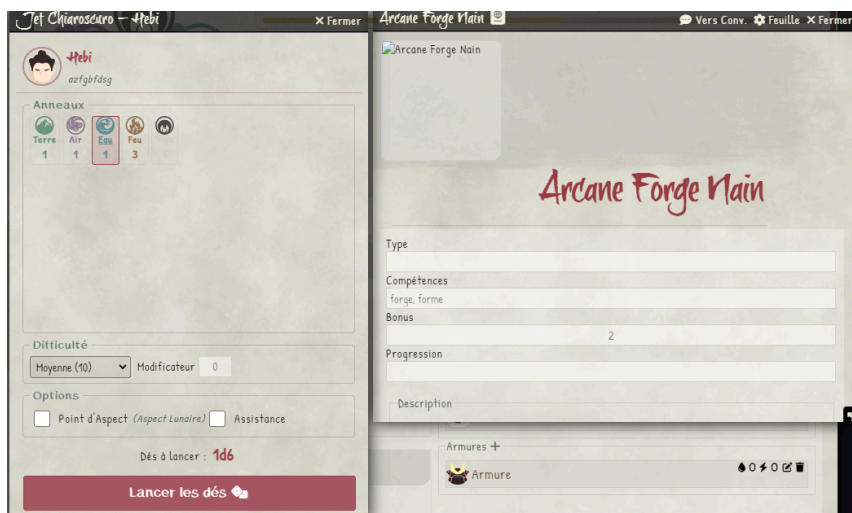 Jet Chiaroscuro – Hebi
Fermer
Hebi
azfgbfdsg
Anneaux
Terre
Air
Eau
Feu
1
1
1
3
Difficulté
Moyenne (10)
Modificateur
0
Options
Point d'Aspect (Aspect Lunaire)
Assistance
Dés à lancer : 1d6
Lancer les dés
Arcane Forge Nain
Vers Conv.
Feuille
Fermer
Arcane Forge Nain
Arcane Forge Nain
Type
Compétences
forge, forme
Bonus
2
Progression
Description
Armures
Armure
0
0